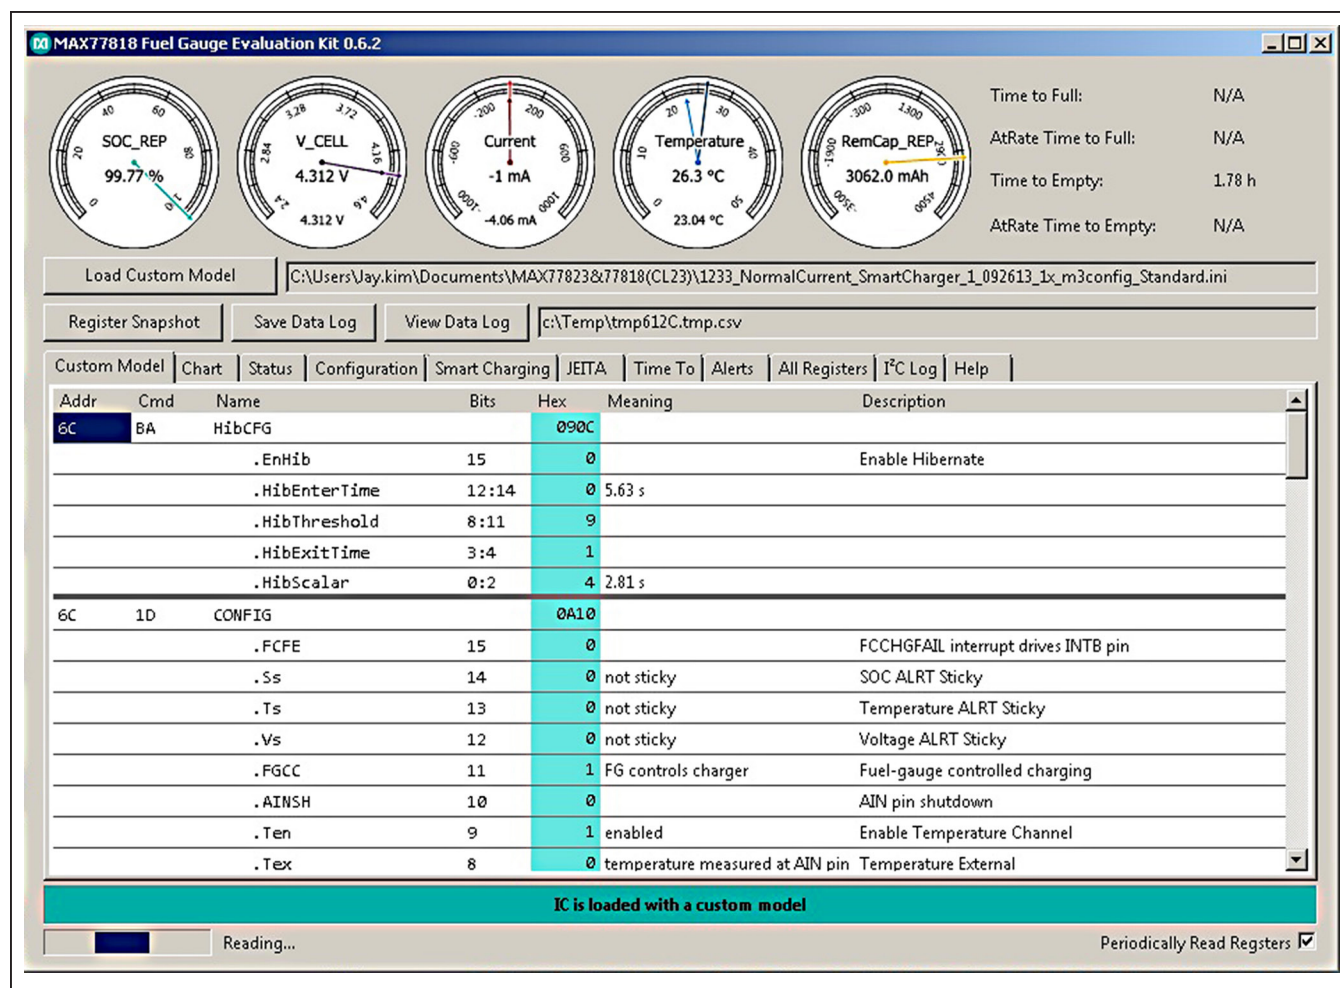 MAX77818 Fuel Gauge Evaluation Kit 0.6.2
0 20 40 60 80 100 SOC_REP 99.77 %
2.4 2.84 3.28 3.72 4.16 4.6 V_CELL 4.312 V 4.312 V
-1000 -600 -200 200 600 1000 Current -1 mA -4.06 mA
0 10 20 30 40 50 Temperature 26.3 °C 23.04 °C
-3500 -1900 -300 1300 2900 4500 RemCap_REP 3062.0 mAh
Time to Full: N/A
AtRate Time to Full: N/A
Time to Empty: 1.78 h
AtRate Time to Empty: N/A
Load Custom Model C:\Users\Jay.kim\Documents\MAX77823&77818(CL23)\1233_NormalCurrent_SmartCharger_1_092613_1x_m3config_Standard.ini
Register Snapshot Save Data Log View Data Log c:\Temp\tmp612C.tmp.csv
Custom Model Chart Status Configuration Smart Charging JEITA Time To Alerts All Registers I²C Log Help
Addr Cmd Name Bits Hex Meaning Description
6C BA HibCFG 090C
.EnHib 15 0 Enable Hibernate
.HibEnterTime 12:14 0 5.63 s
.HibThreshold 8:11 9
.HibExitTime 3:4 1
.HibScalar 0:2 4 2.81 s
6C 1D CONFIG 0A10
.FCFE 15 0 FCCHGFAIL interrupt drives INTB pin
.Ss 14 0 not sticky SOC ALRT Sticky
.Ts 13 0 not sticky Temperature ALRT Sticky
.Vs 12 0 not sticky Voltage ALRT Sticky
.FGCC 11 1 FG controls charger Fuel-gauge controlled charging
.AINSH 10 0 AIN pin shutdown
.Ten 9 1 enabled Enable Temperature Channel
.Tex 8 0 temperature measured at AIN pin Temperature External
IC is loaded with a custom model
Reading... Periodically Read Regsters